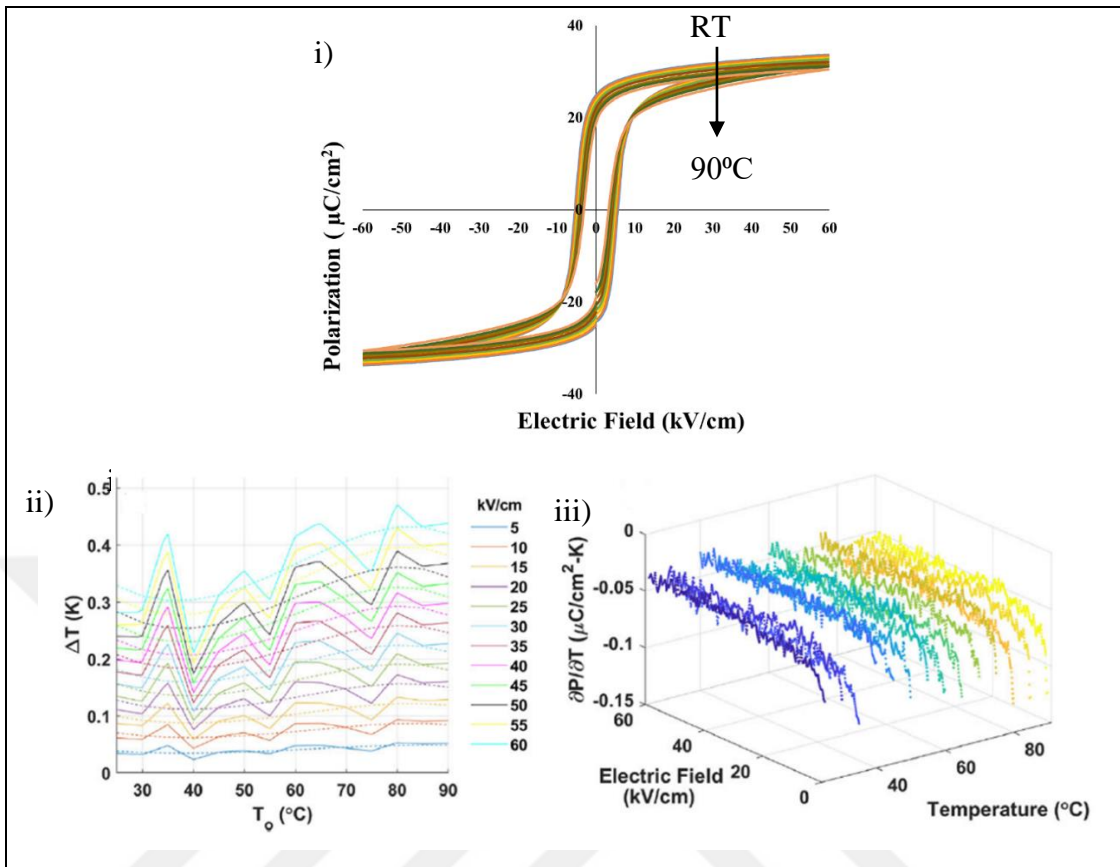 i)
40
20
0
-20
-40
-60 -50 -40 -30 -20 -10 0 10 20 30 40 50 60
RT
90ºC
Polarization ( µC/cm²)
Electric Field (kV/cm)
ii)
0.5
0.4
0.3
0.2
0.1
0
ΔT (K)
30 40 50 60 70 80 90
T (°C)
kV/cm
5
10
15
20
25
30
35
40
45
50
55
60
iii)
0
-0.05
-0.1
-0.15
∂P/∂T (µC/cm²-K)
60
40
20
0
Electric Field
(kV/cm)
40 60 80
Temperature (°C)